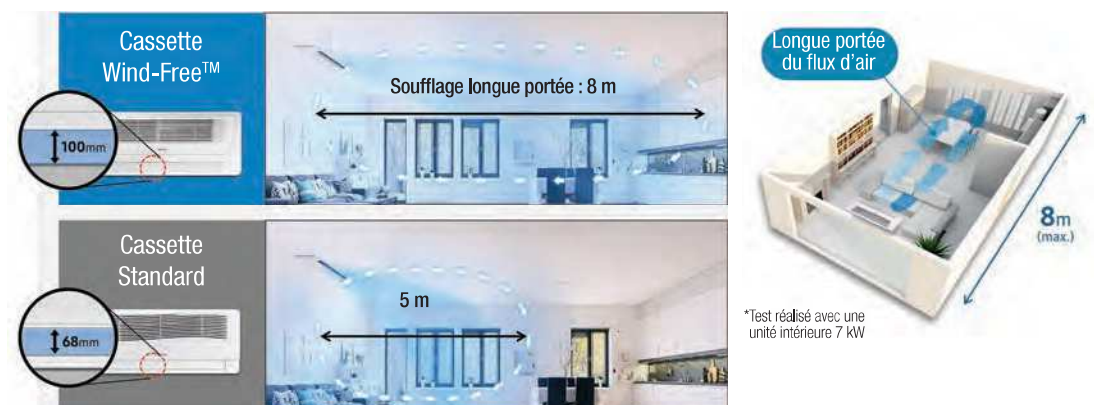 Cassette
Wind-Free™
100mm
Soufflage longue portée : 8 m
Cassette
Standard
68mm
5 m
Longue portée
du flux d'air
8m
(max.)
*Test réalisé avec une
unité intérieure 7 kW